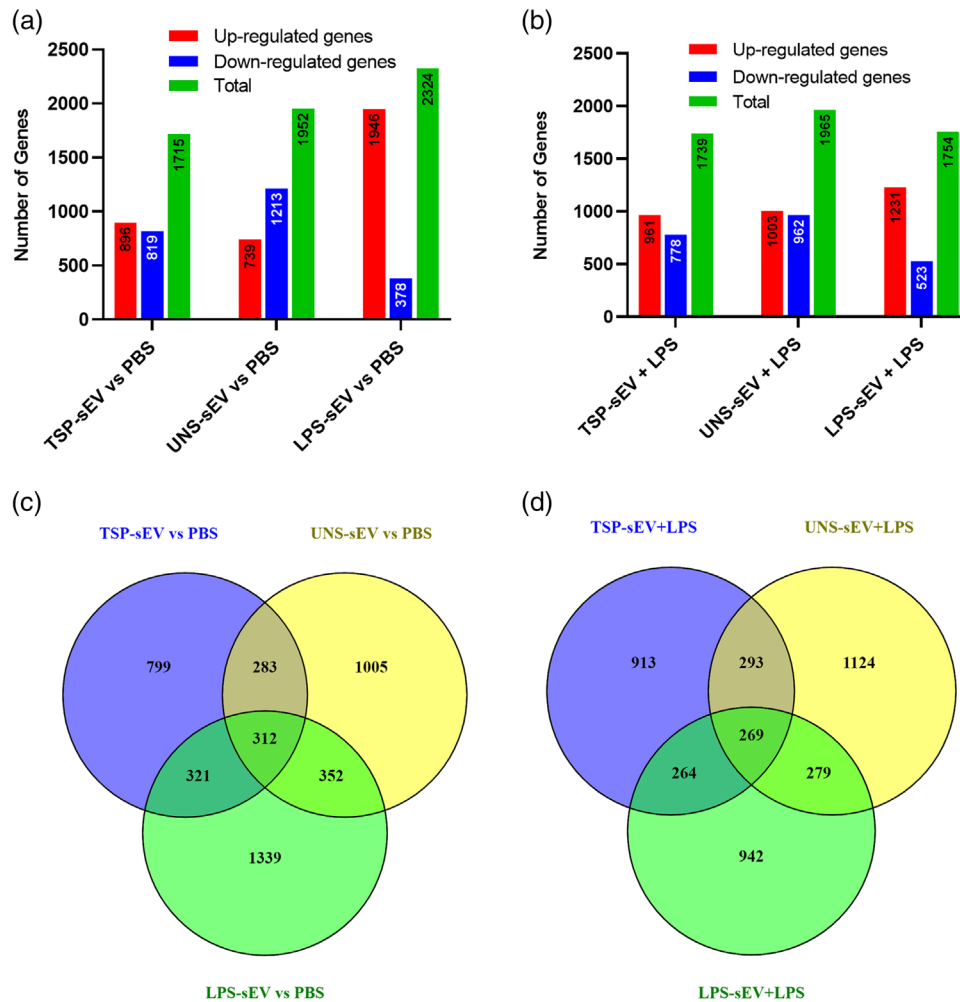 (a)
Up-regulated genes
Down-regulated genes
Total
Number of Genes
2500
2000
1500
1000
500
0
896
819
1715
739
1213
1952
1946
378
2324
TSP-sEV vs PBS
UNS-sEV vs PBS
LPS-sEV vs PBS
(b)
Up-regulated genes
Down-regulated genes
Total
Number of Genes
2500
2000
1500
1000
500
0
961
778
1739
1003
962
1965
1231
523
1754
TSP-sEV + LPS
UNS-sEV + LPS
LPS-sEV + LPS
(c)
TSP-sEV vs PBS
UNS-sEV vs PBS
799
283
1005
312
321
352
1339
LPS-sEV vs PBS
(d)
TSP-sEV+LPS
UNS-sEV+LPS
913
293
1124
269
264
279
942
LPS-sEV+LPS